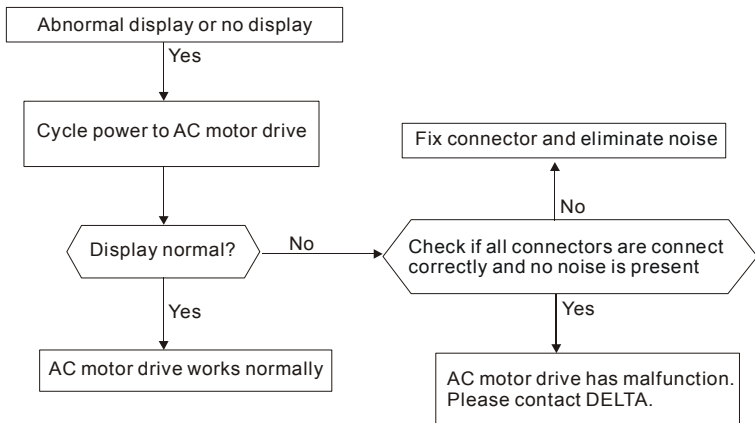 Abnormal display or no display
Yes
Cycle power to AC motor drive
Fix connector and eliminate noise
No
Display normal?
No
Check if all connectors are connect
correctly and no noise is present
Yes
Yes
AC motor drive works normally
AC motor drive has malfunction.
Please contact DELTA.